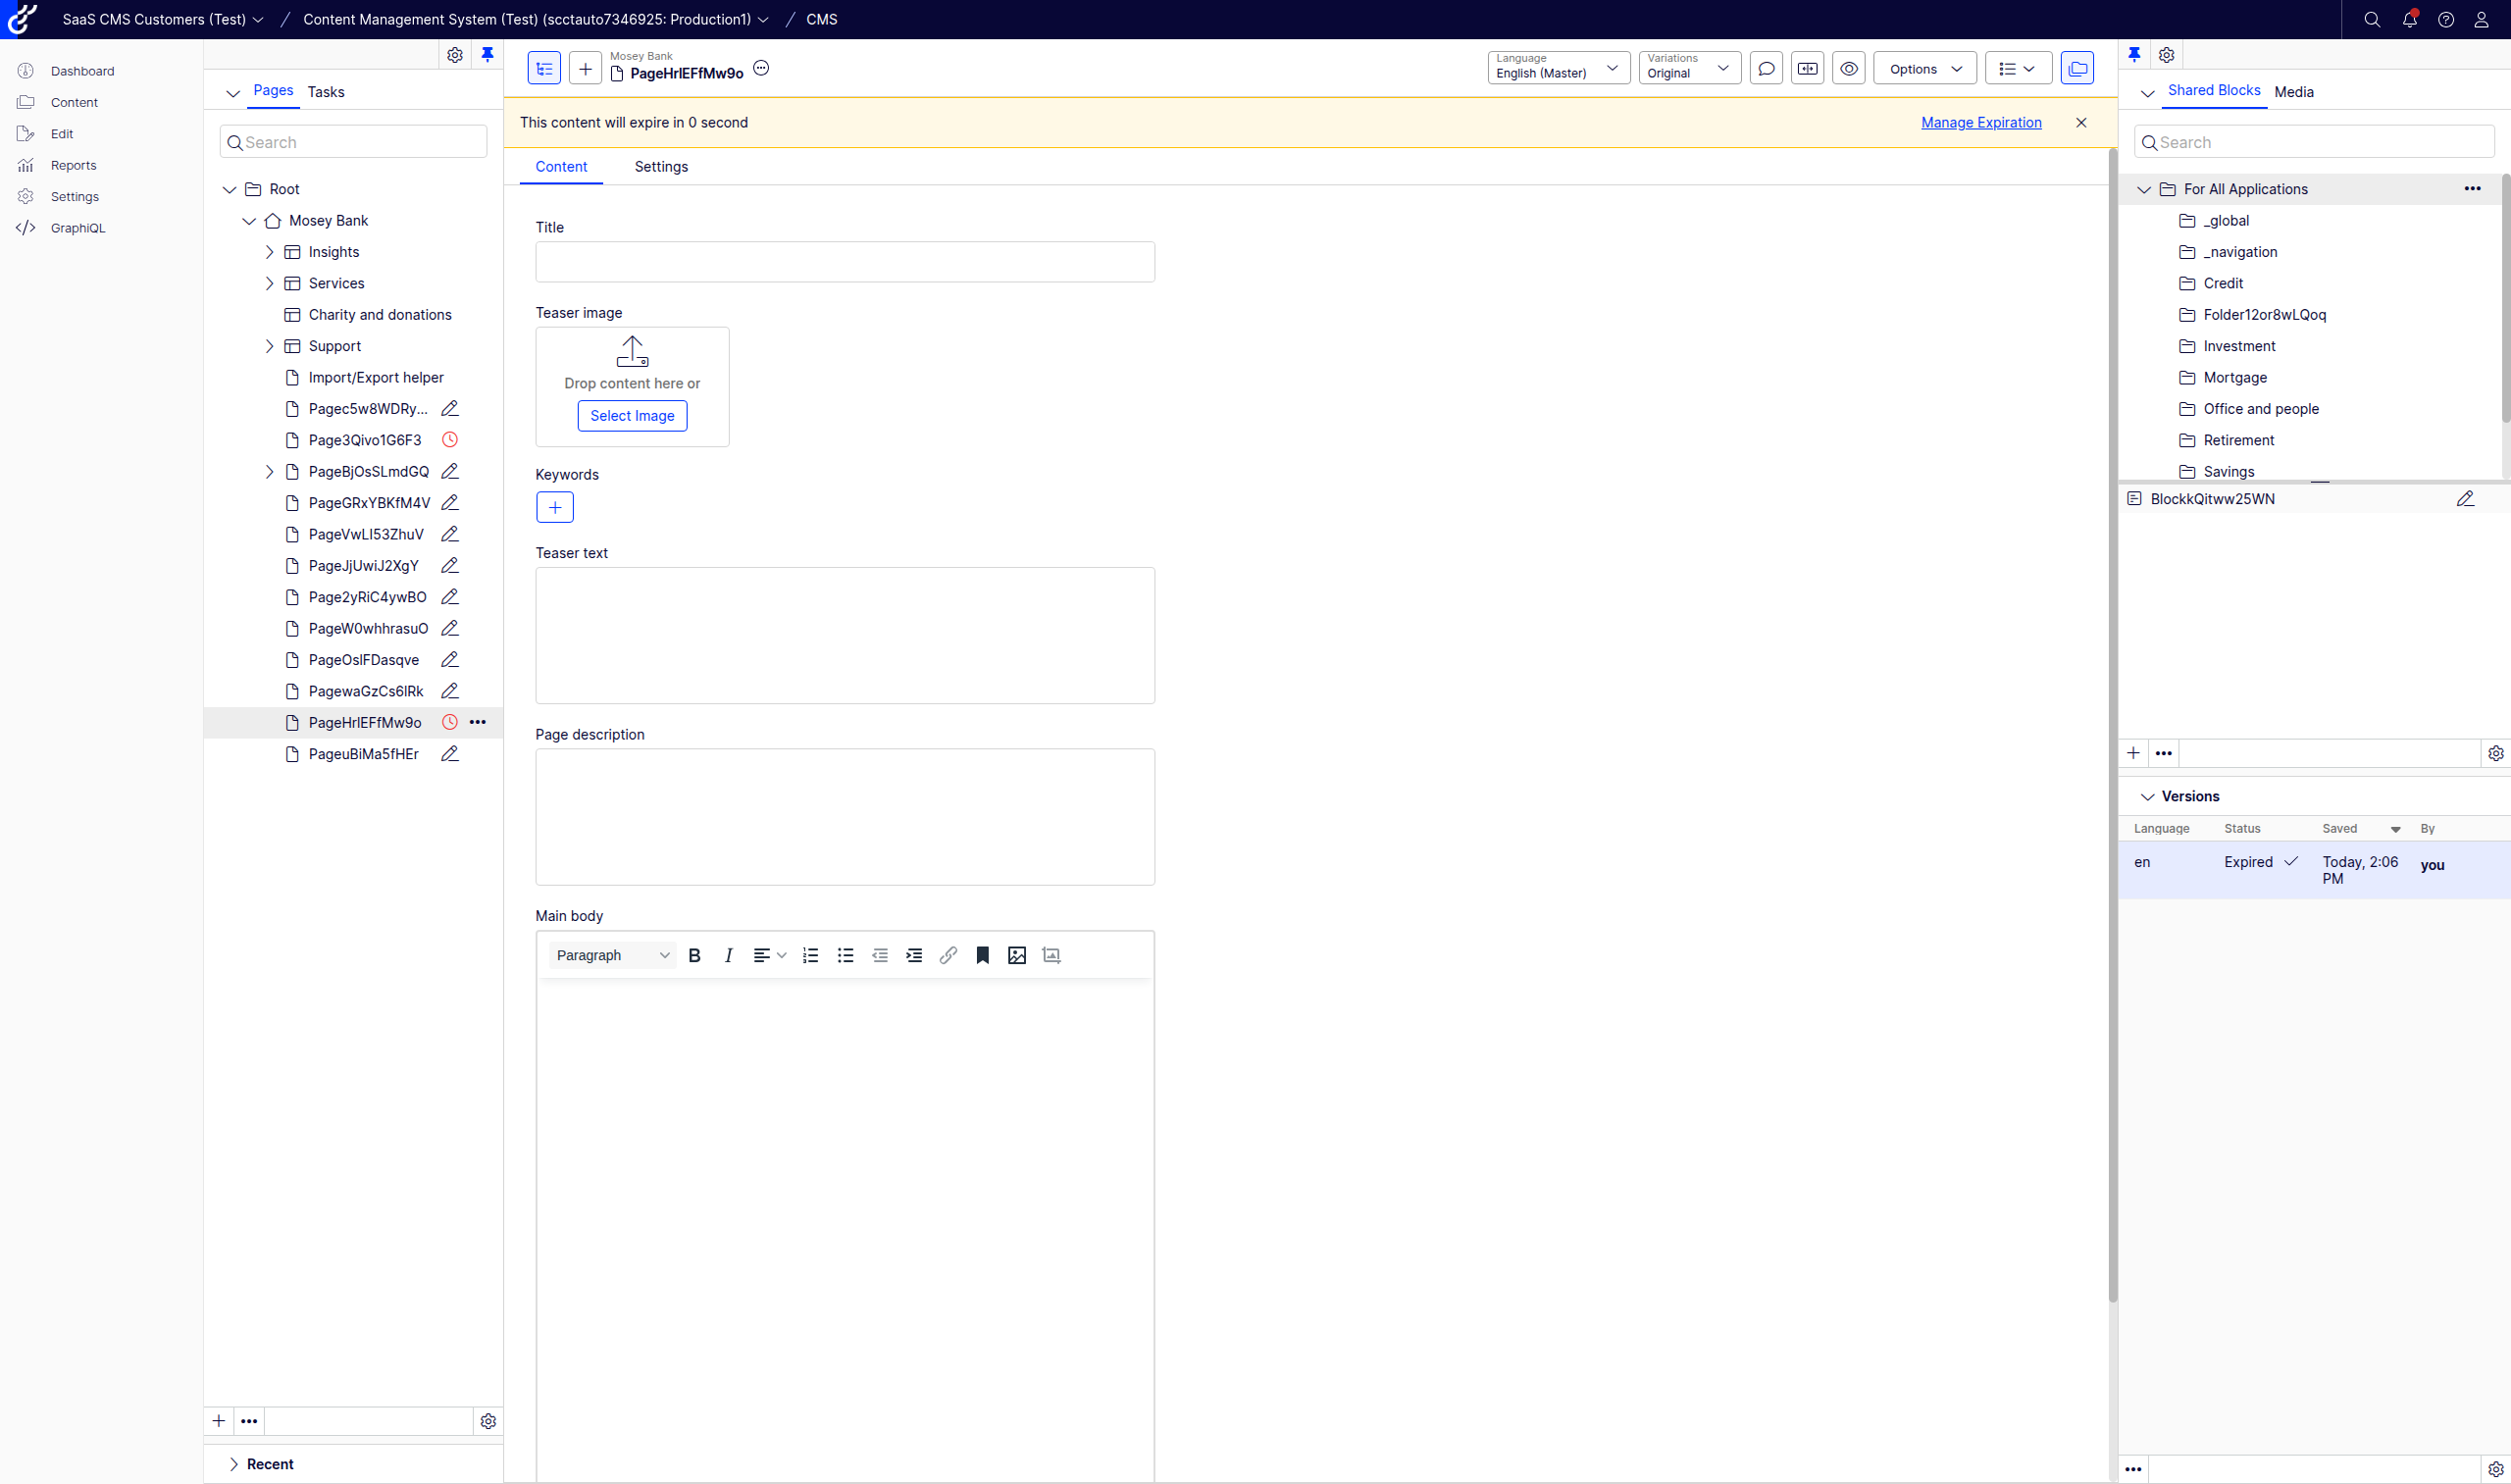 SaaS CMS Customers (Test) / Content Management System (Test) (scctauto7346925: Production1) / CMS
Dashboard
Content
Edit
Reports
Settings
GraphiQL
Pages Tasks
Search
Root
Mosey Bank
Insights
Services
Charity and donations
Support
Import/Export helper
Pagec5w8WDRy...
Page3Qivo1G6F3
PageBjOsSLmdGQ
PageGRxYBKfM4V
PageVwLI53ZhuV
PageJjUwiJ2XgY
Page2yRiC4ywBO
PageW0whhrasuO
PageOsIFDasqve
PagewaGzCs6IRk
PageHrIEFfMw9o
PageuBiMa5fHEr
Recent
Mosey Bank
PageHrIEFfMw9o
Language
English (Master)
Variations
Original
Options
This content will expire in 0 second
Manage Expiration
Content Settings
Title
Teaser image
Drop content here or
Select Image
Keywords
Teaser text
Page description
Main body
Paragraph
B I
Shared Blocks Media
Search
For All Applications
_global
_navigation
Credit
Folder12or8wLQoq
Investment
Mortgage
Office and people
Retirement
Savings
BlockkQitww25WN
Versions
Language Status Saved By
en Expired Today, 2:06 PM you